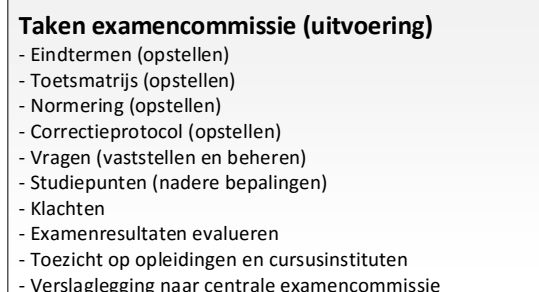 Taken examencommissie (uitvoering)
- Eindtermen (opstellen)
- Toetsmatrijs (opstellen)
- Normering (opstellen)
- Correctieprotocol (opstellen)
- Vragen (vaststellen en beheren)
- Studiepunten (nadere bepalingen)
- Klachten
- Examenresultaten evalueren
- Toezicht op opleidingen en cursusinstituten
- Verslaglegging naar centrale examencommissie